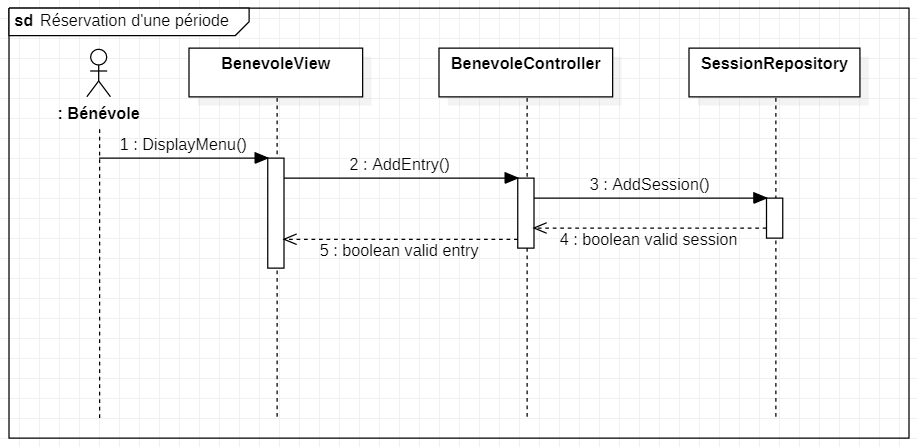 sd Réservation d'une période
BenevoleView
BenevoleController
SessionRepository
: Bénévole
1 : DisplayMenu()
2 : AddEntry()
3 : AddSession()
4 : boolean valid session
5 : boolean valid entry